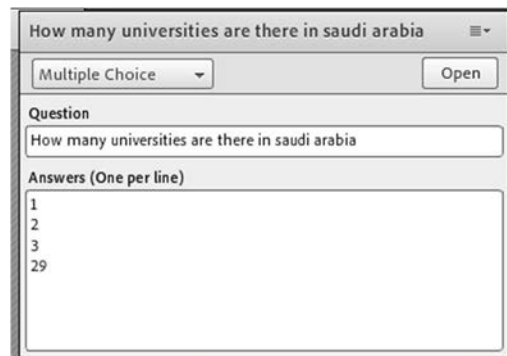 How many universities are there in saudi arabia
Multiple Choice
Open
Question
How many universities are there in saudi arabia
Answers (One per line)
1
2
3
29